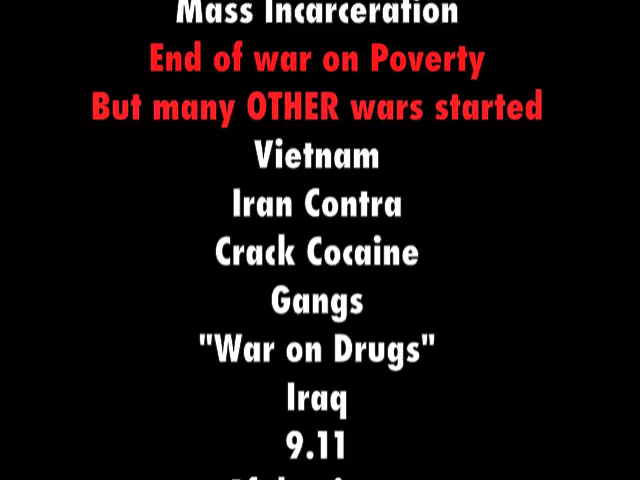 Mass Incarceration
End of war on Poverty
But many OTHER wars started
Vietnam
Iran Contra
Crack Cocaine
Gangs
"War on Drugs"
Iraq
9.11